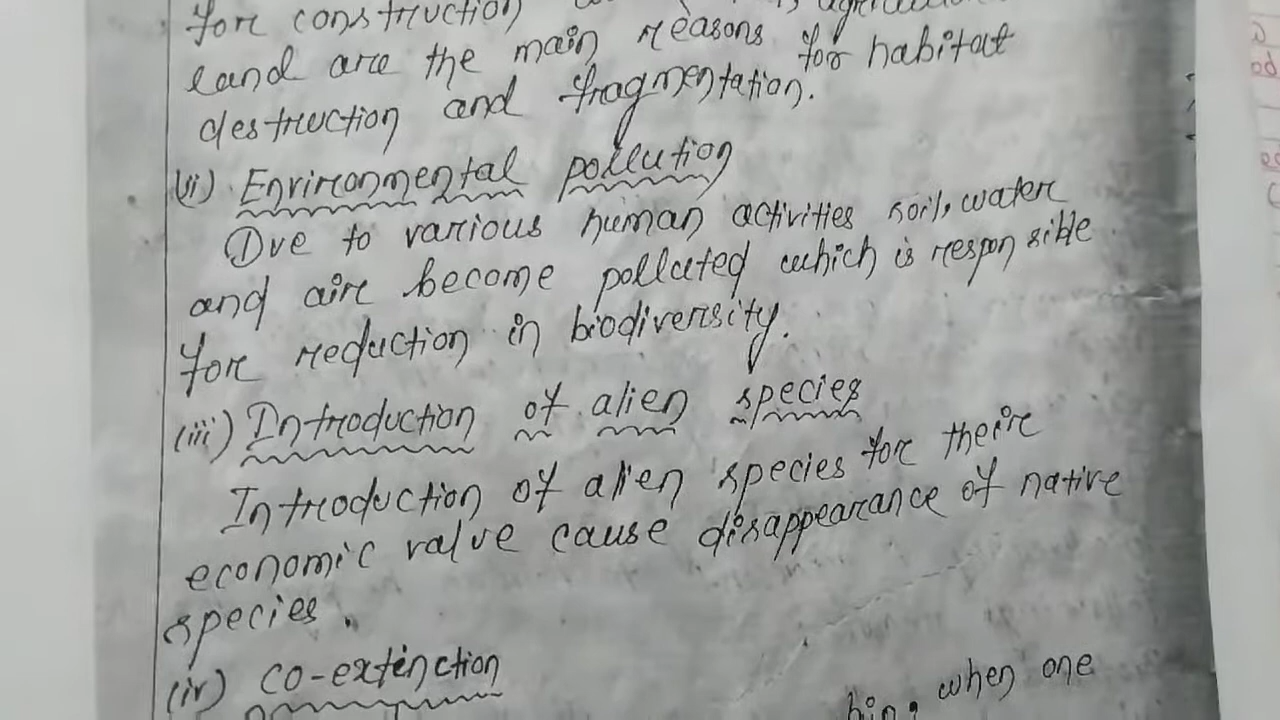 for construction
land are the main reasons for habitat
destruction and fragmentation.
(ii) Environmental pollution
Due to various human activities soil, water
and air become polluted which is responsible
for reduction in biodiversity.
(iii) Introduction of alien species
Introduction of alien species for their
economic value cause disappearance of native
species.
(iv) co-extinction
when one